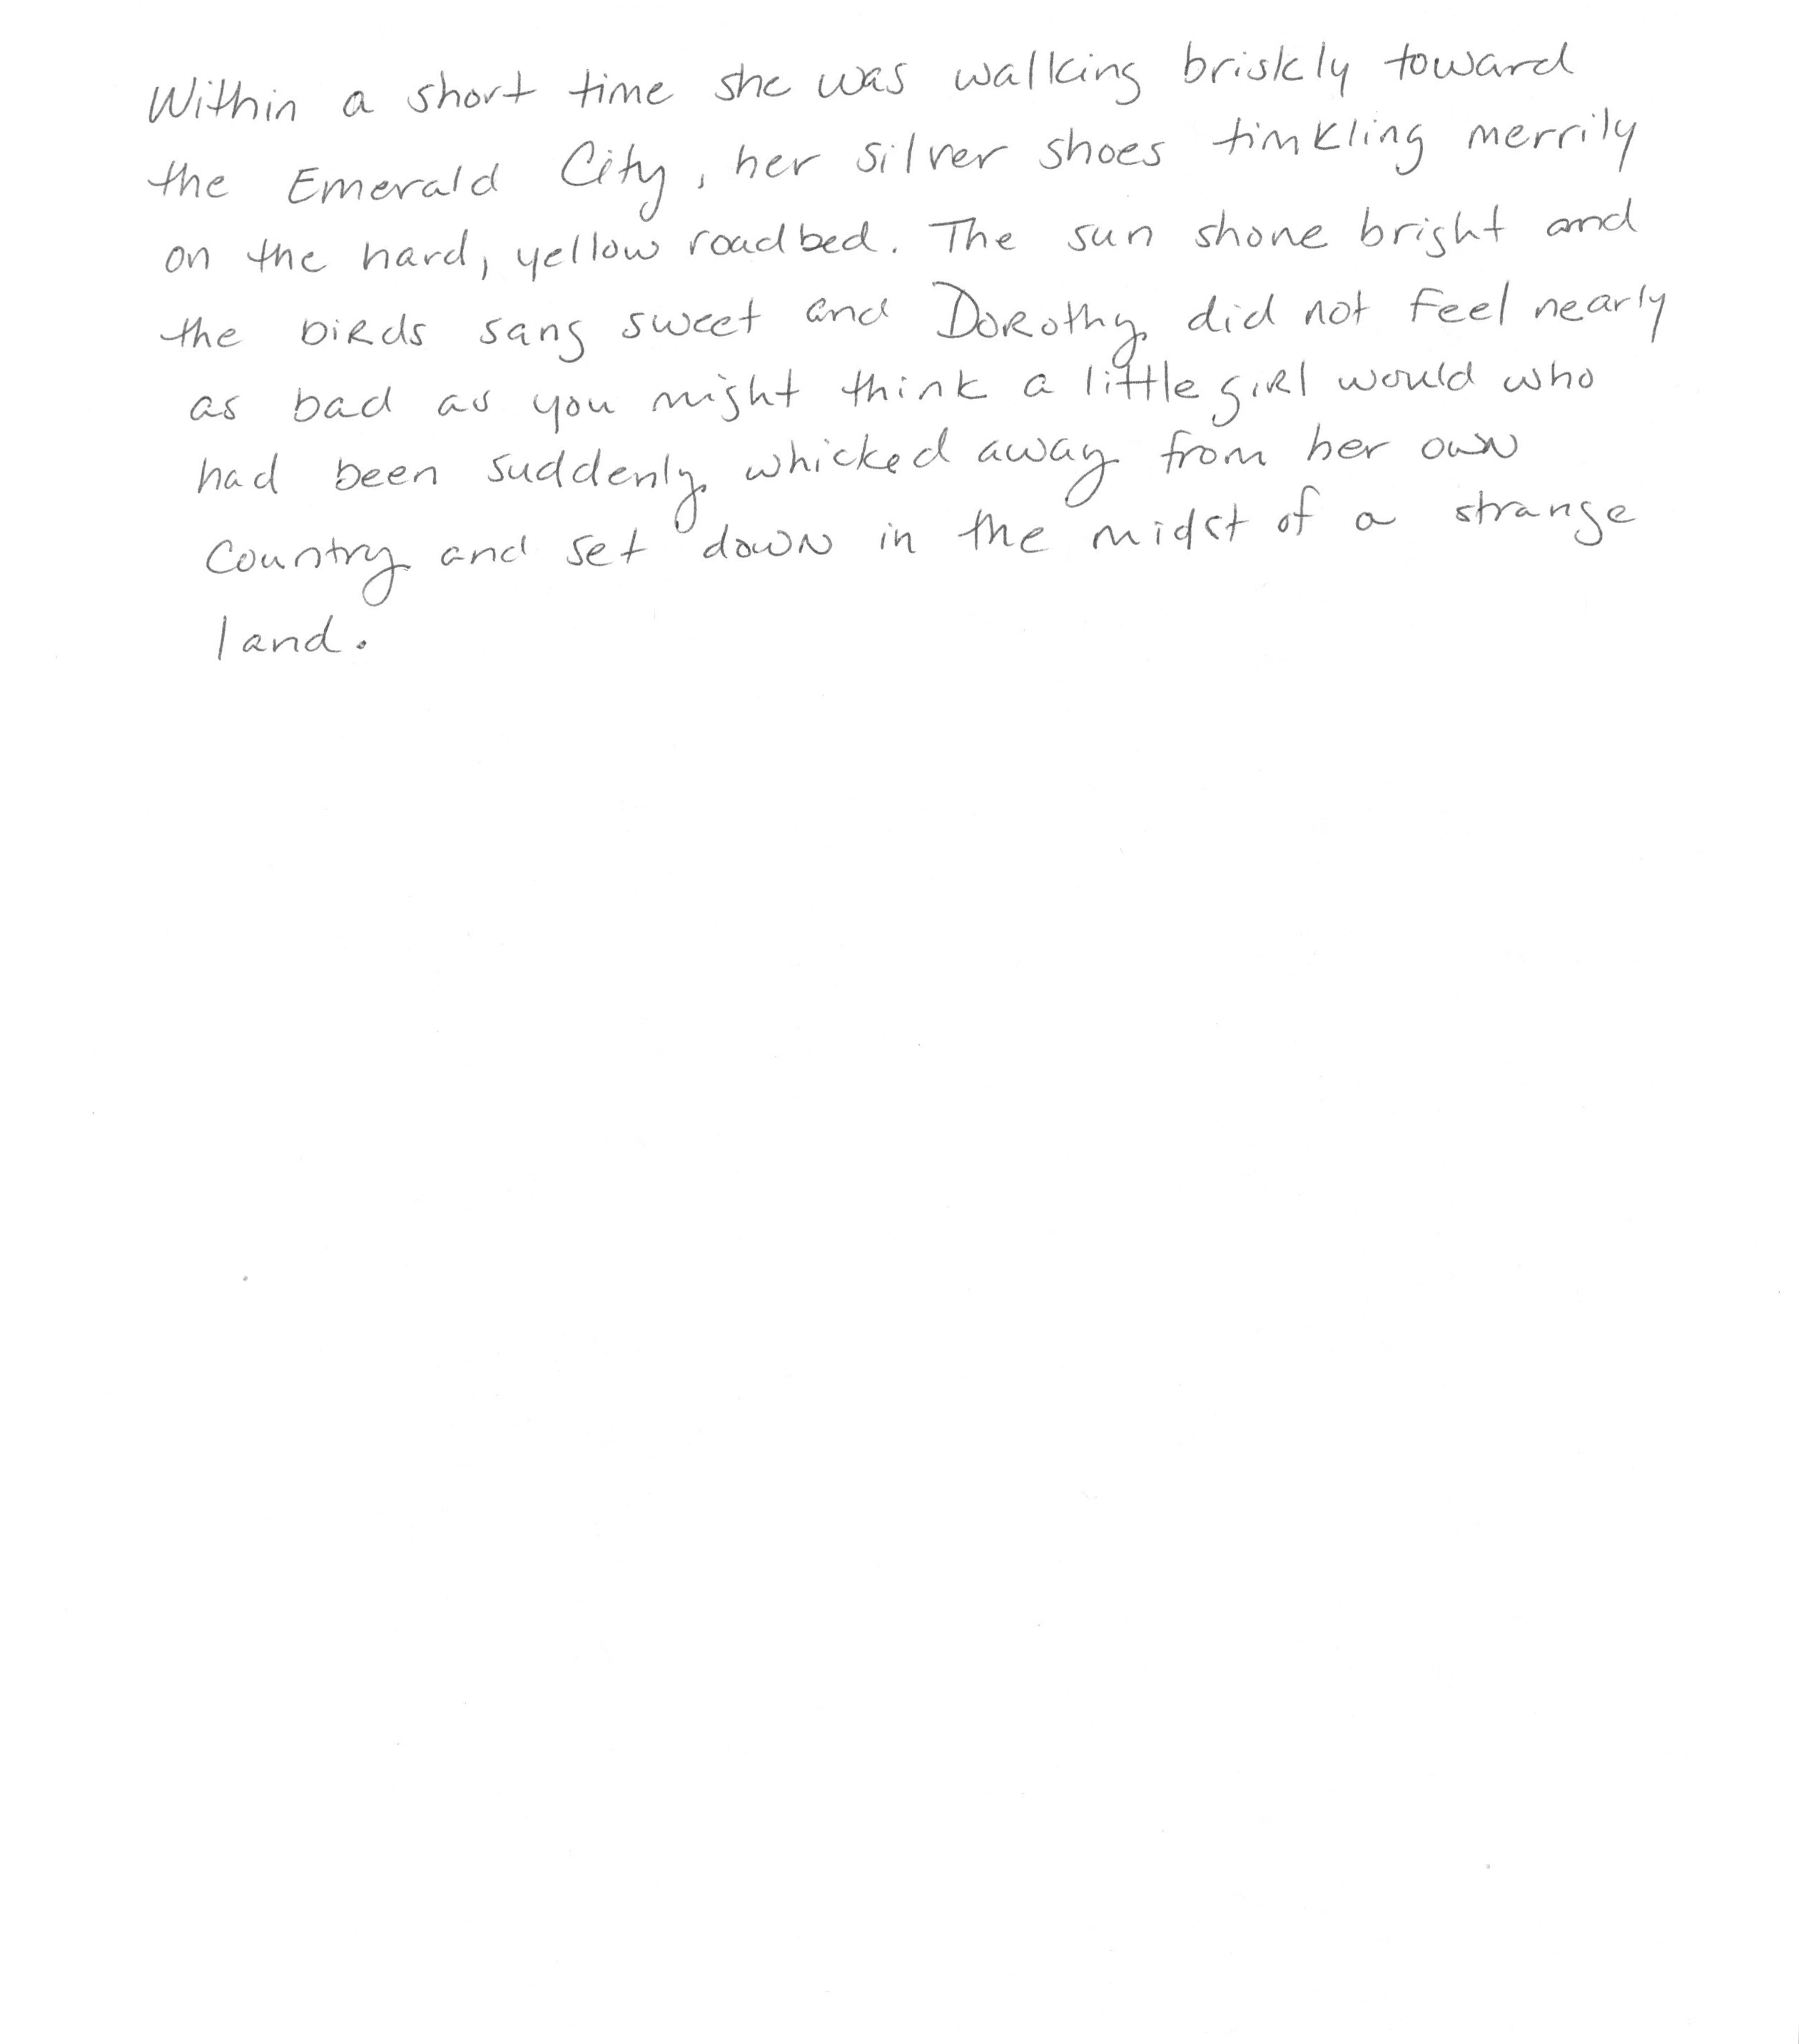 Within a short time she was walking briskly toward
the Emerald City, her silver shoes timkling merrily
on the hard, yellow roadbed. The sun shone bright and
the birds sang sweet and Dorothy did not feel nearly
as bad as you might think a little girl would who
had been suddenly whicked away from her own
country and set down in the midst of a strange
land.